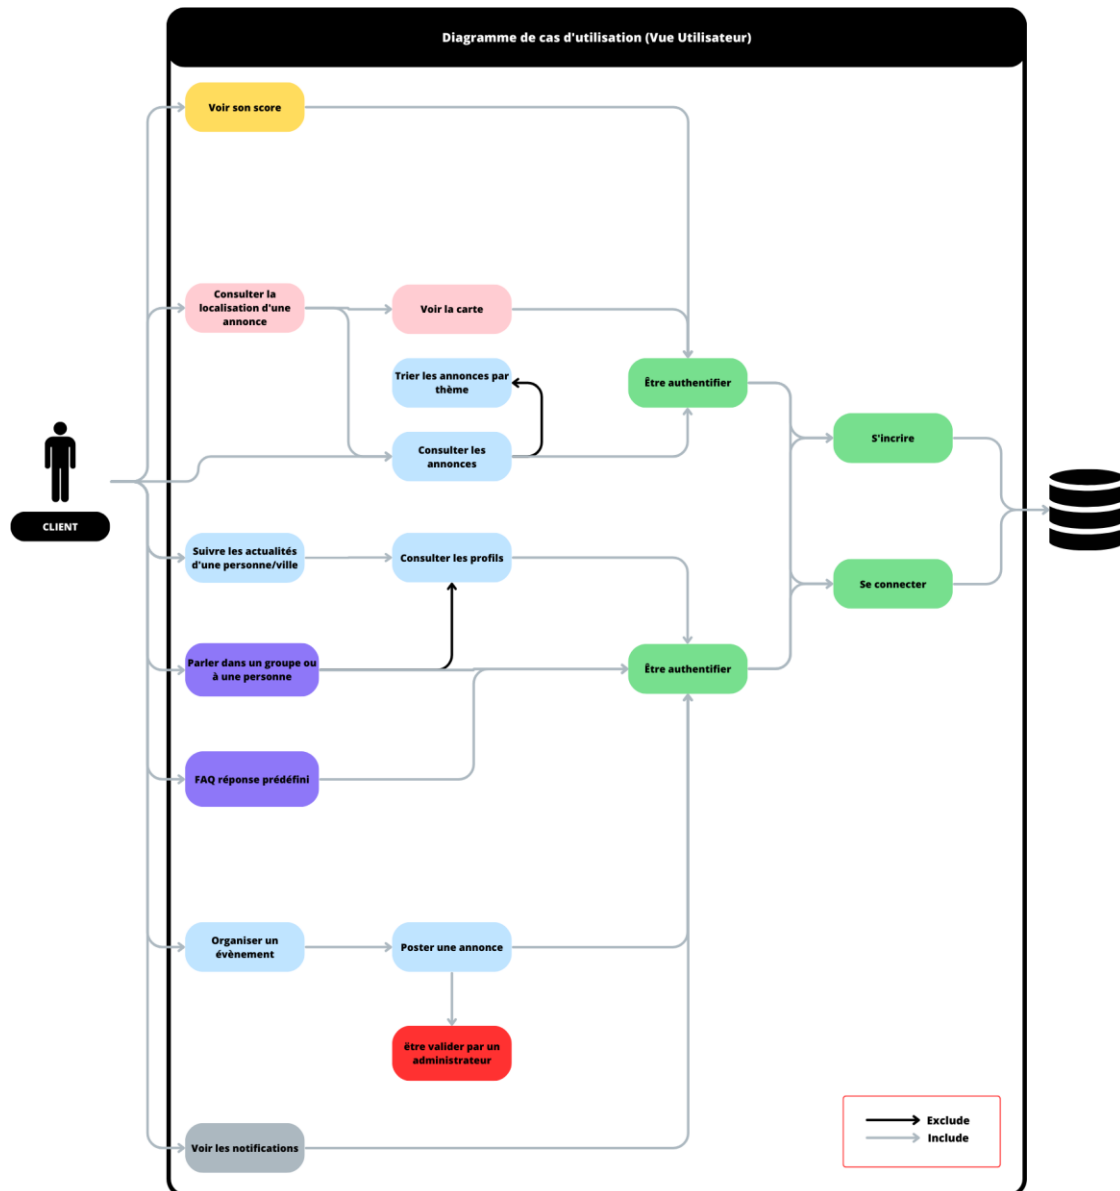 Diagramme de cas d'utilisation (Vue Utilisateur)
Voir son score
Consulter la
localisation d'une
annonce
Voir la carte
Trier les annonces par
thème
Être authentifier
Consulter les
annonces
S'incrire
CLIENT
Suivre les actualités
d'une personne/ville
Consulter les profils
Se connecter
Parler dans un groupe ou
à une personne
Être authentifier
FAQ réponse prédéfini
Organiser un
évènement
Poster une annonce
ëtre valider par un
administrateur
Voir les notifications
Exclude
Include